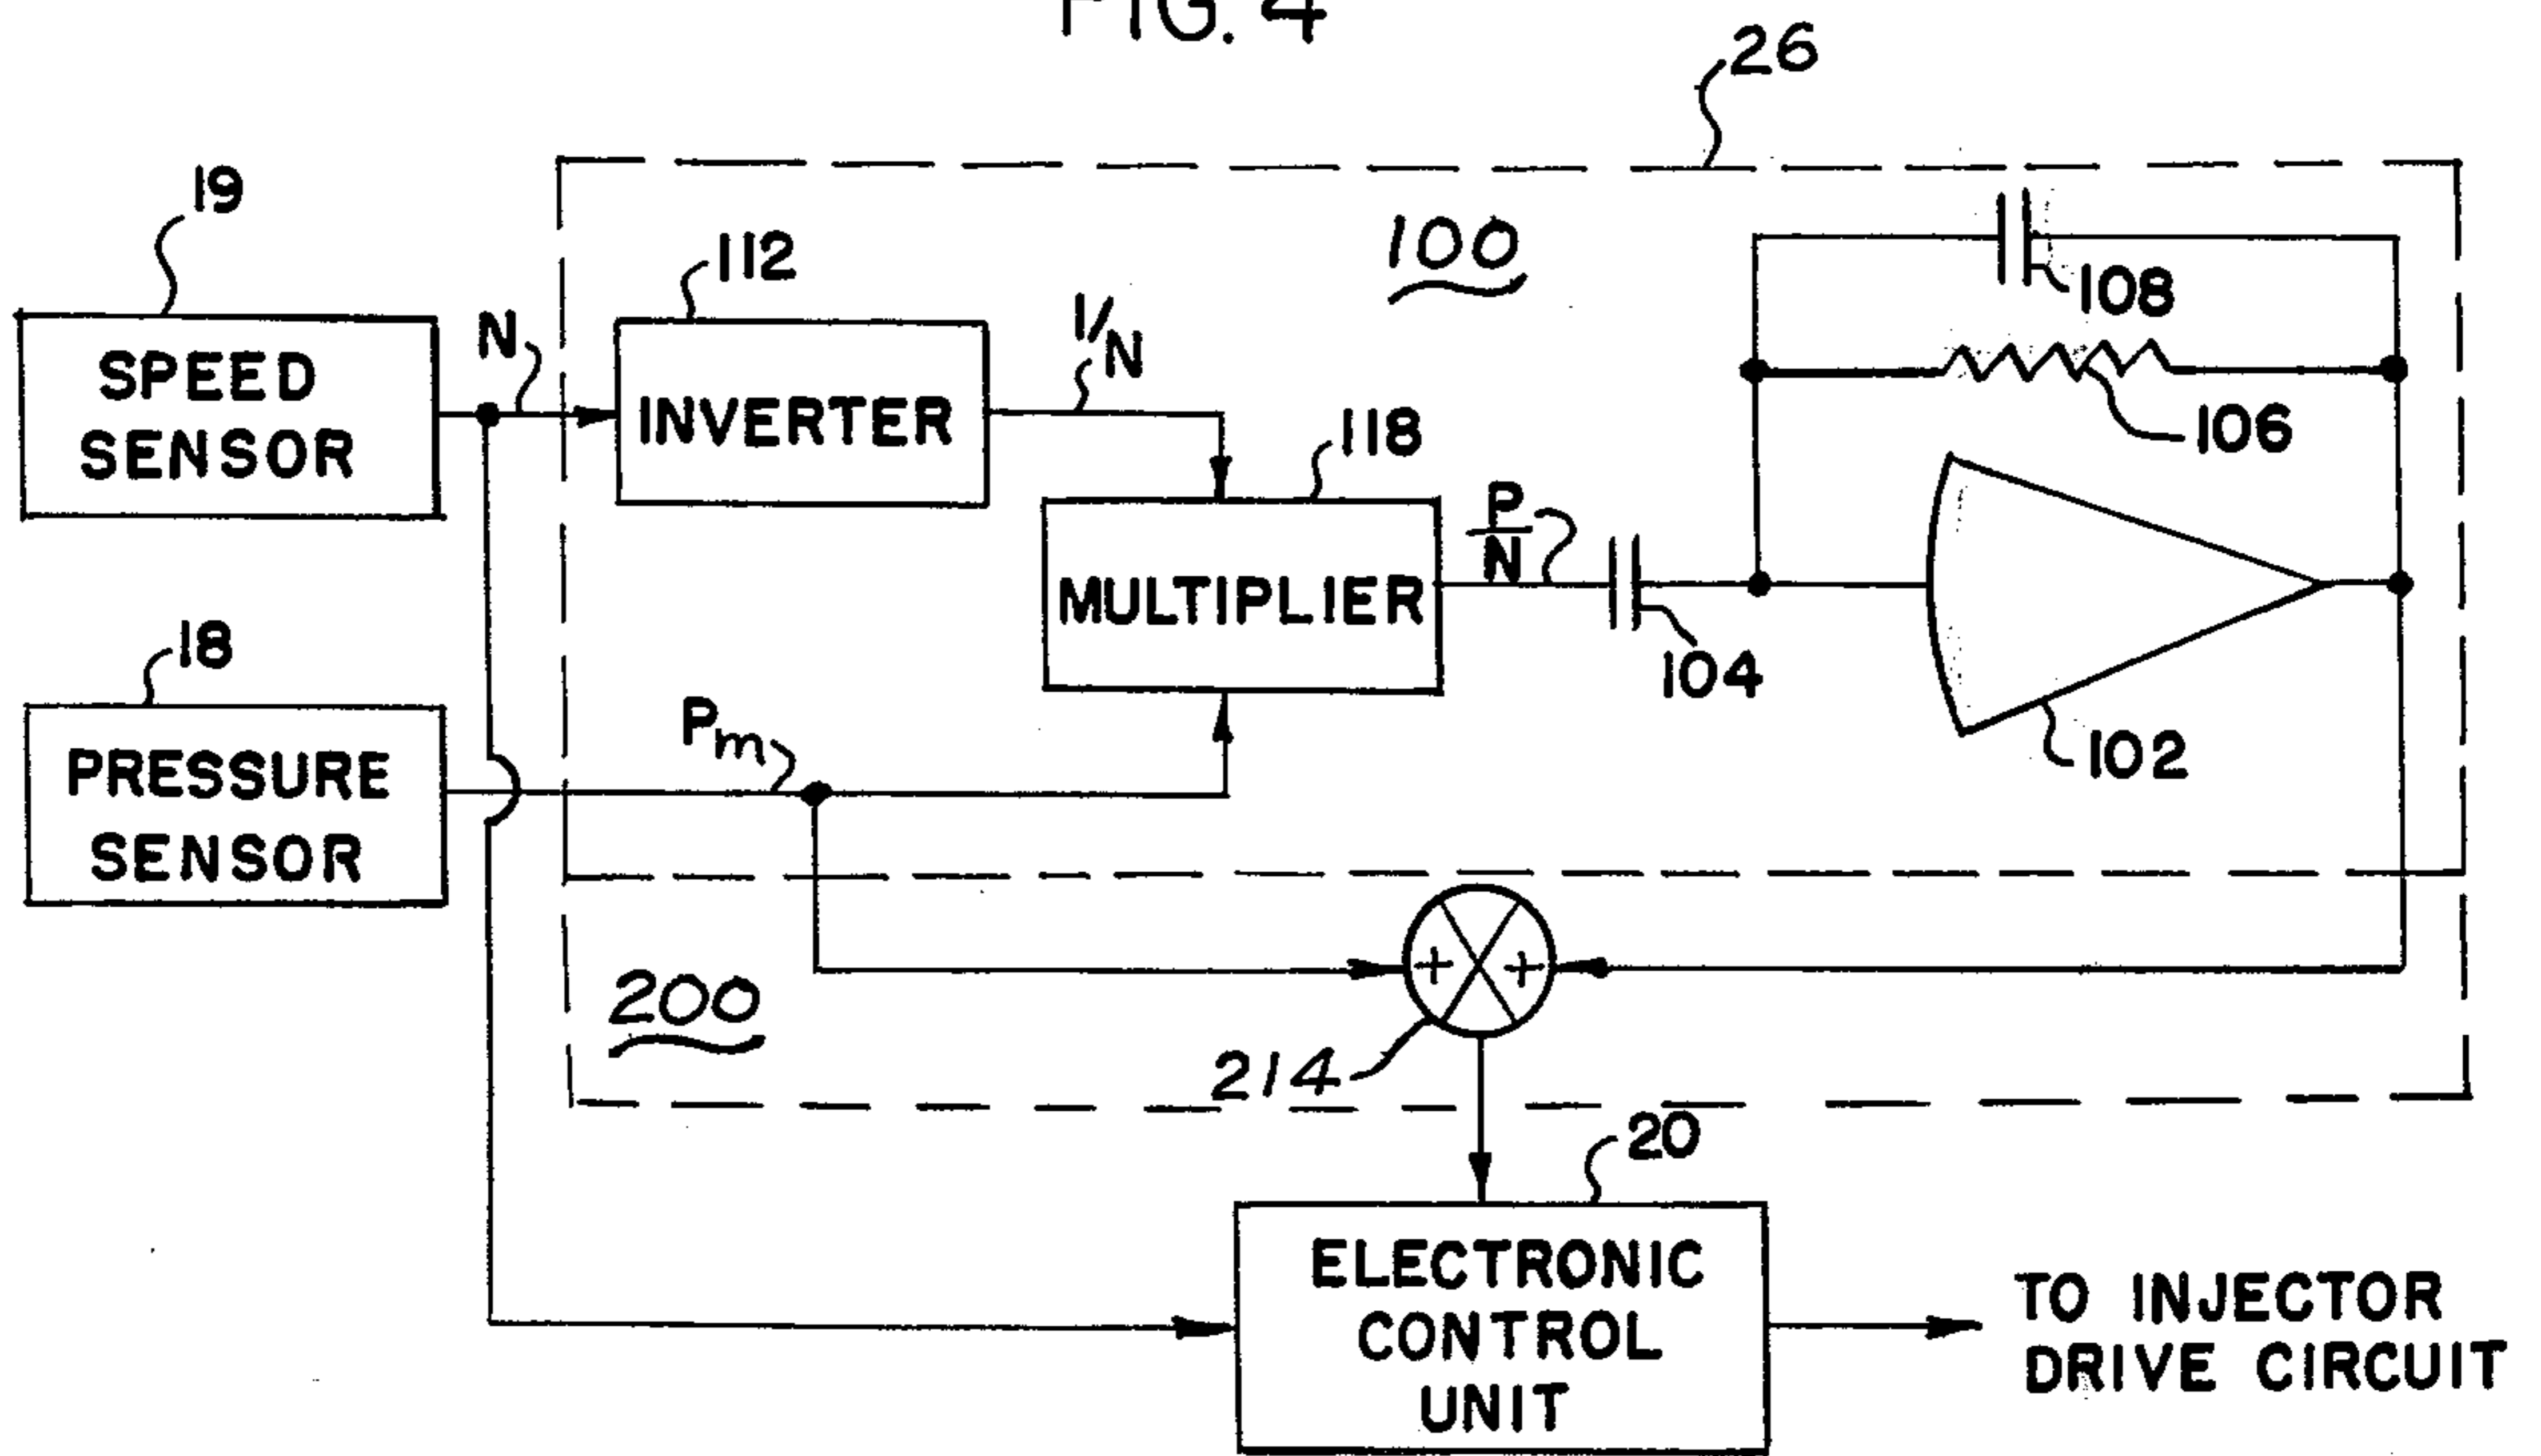 FIG. 4
26
19
112
100
108
N
1/N
SPEED
SENSOR
INVERTER
118
106
P
N
MULTIPLIER
18
104
Pm
102
PRESSURE
SENSOR
+ +
200
214
20
ELECTRONIC
CONTROL
UNIT
TO INJECTOR
DRIVE CIRCUIT